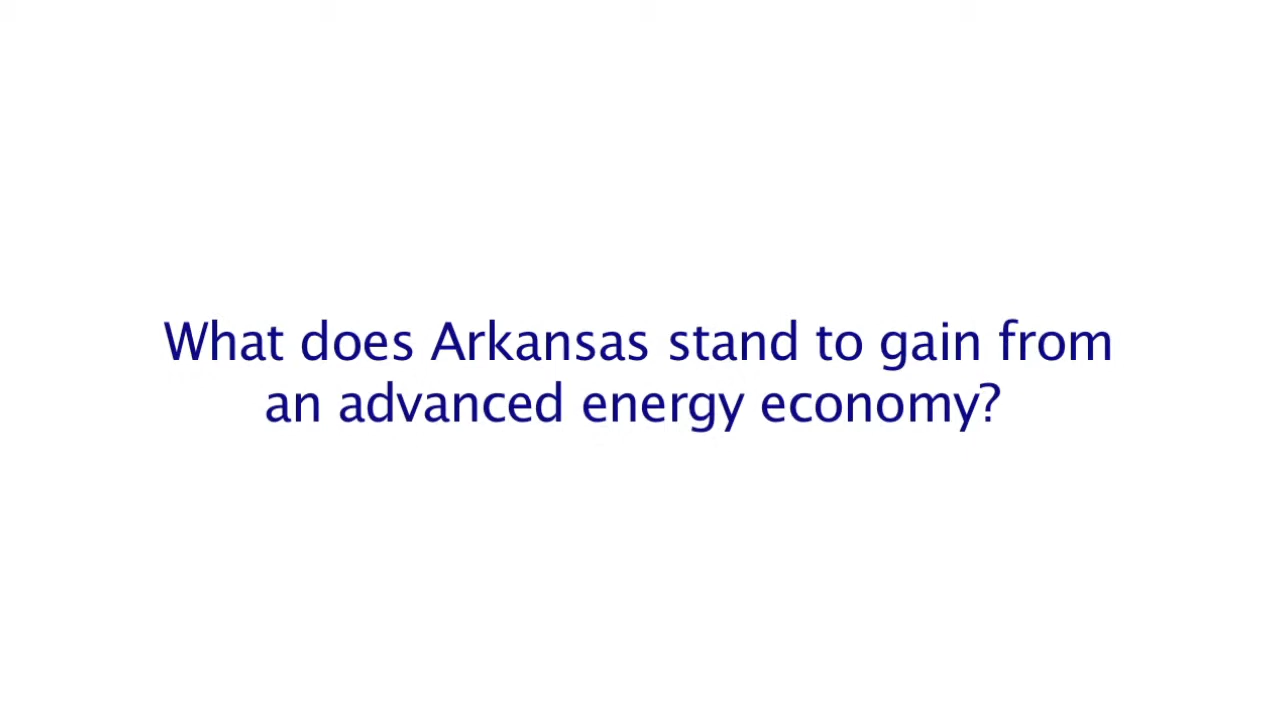 What does Arkansas stand to gain from
an advanced energy economy?